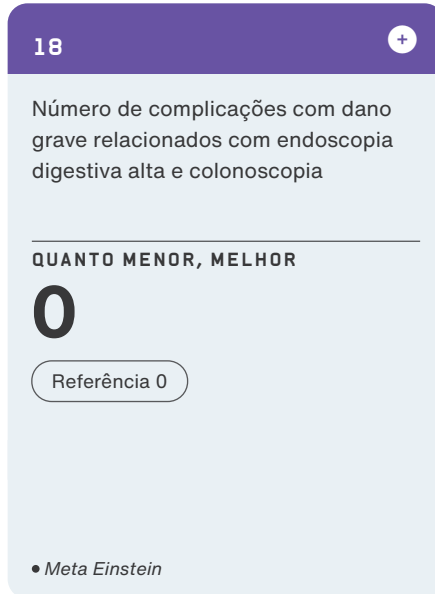 18
Número de complicações com dano
grave relacionados com endoscopia
digestiva alta e colonoscopia
QUANTO MENOR, MELHOR
0
Referência 0
• Meta Einstein